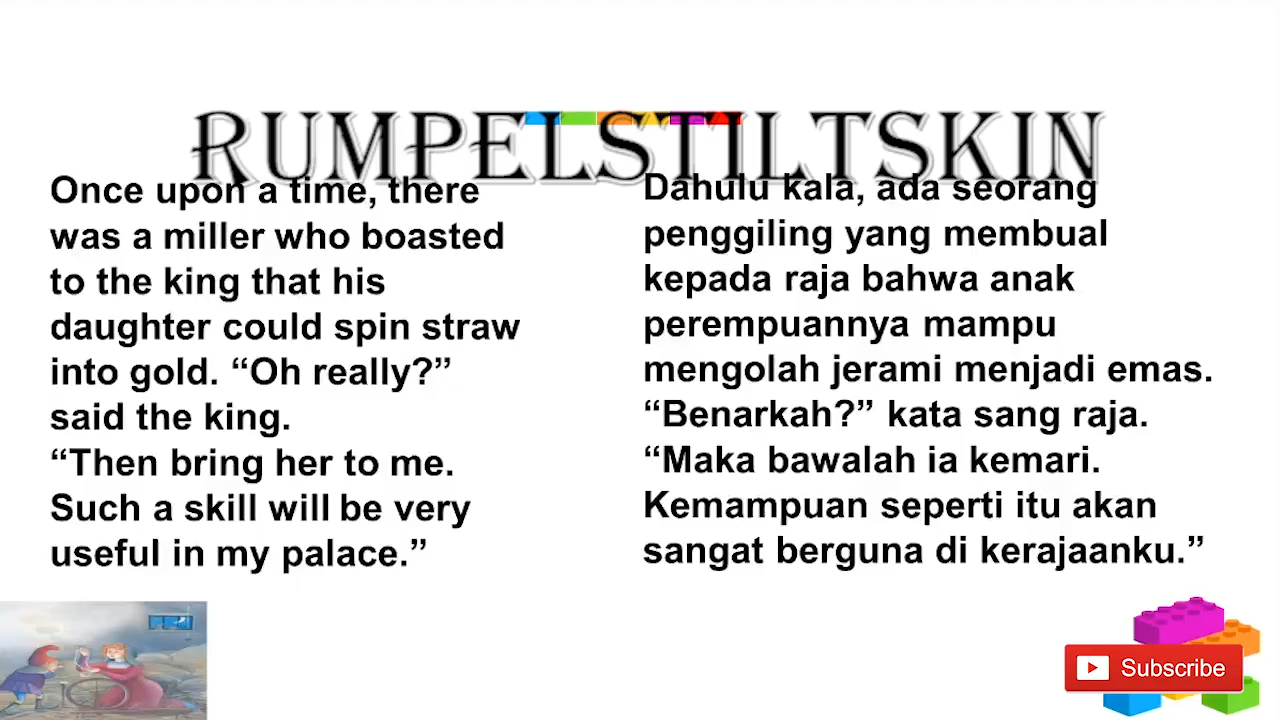 RUMPELSTILTSKIN
Once upon a time, there
was a miller who boasted
to the king that his
daughter could spin straw
into gold. “Oh really?”
said the king.
“Then bring her to me.
Such a skill will be very
useful in my palace.”
Dahulu kala, ada seorang
penggiling yang membual
kepada raja bahwa anak
perempuannya mampu
mengolah jerami menjadi emas.
“Benarkah?” kata sang raja.
“Maka bawalah ia kemari.
Kemampuan seperti itu akan
sangat berguna di kerajaanku.”
Subscribe